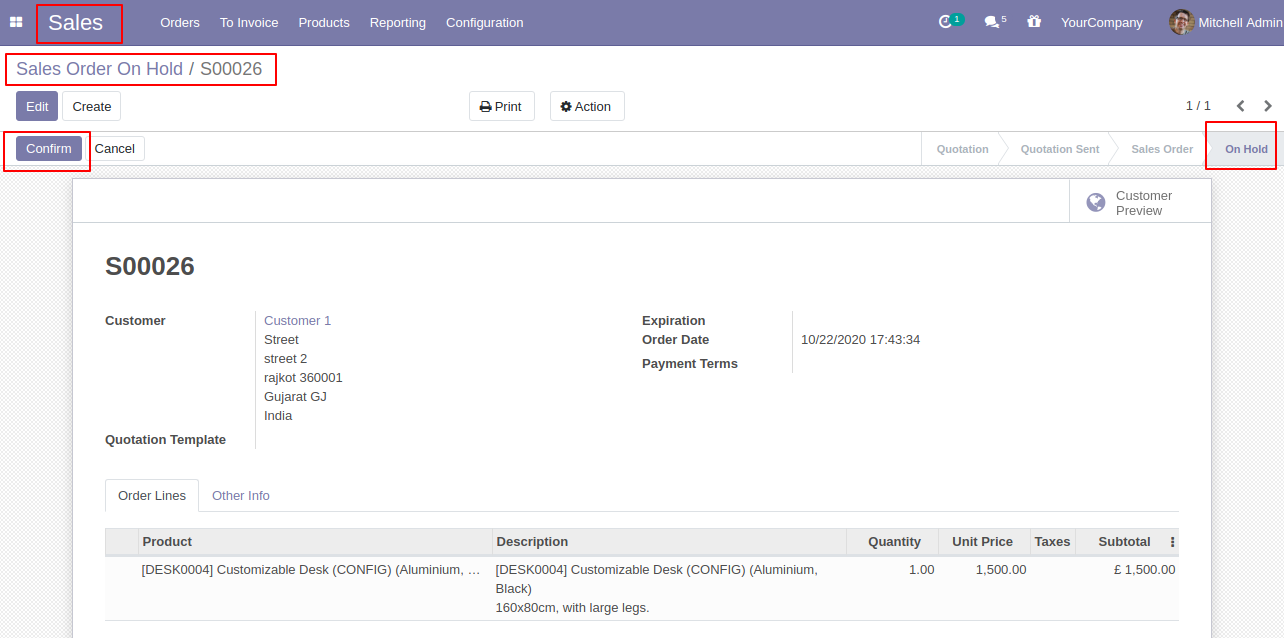 Sales Orders To Invoice Products Reporting Configuration 1 5 YourCompany Mitchell Admin
Sales Order On Hold / S00026
Edit Create Print Action 1 / 1
Confirm Cancel Quotation Quotation Sent Sales Order On Hold
Customer
Preview
S00026
Customer Customer 1 Expiration
Street Order Date 10/22/2020 17:43:34
street 2 Payment Terms
rajkot 360001
Gujarat GJ
India
Quotation Template
Order Lines Other Info
Product Description Quantity Unit Price Taxes Subtotal
[DESK0004] Customizable Desk (CONFIG) (Aluminium, … [DESK0004] Customizable Desk (CONFIG) (Aluminium, 1.00 1,500.00 £ 1,500.00
Black)
160x80cm, with large legs.